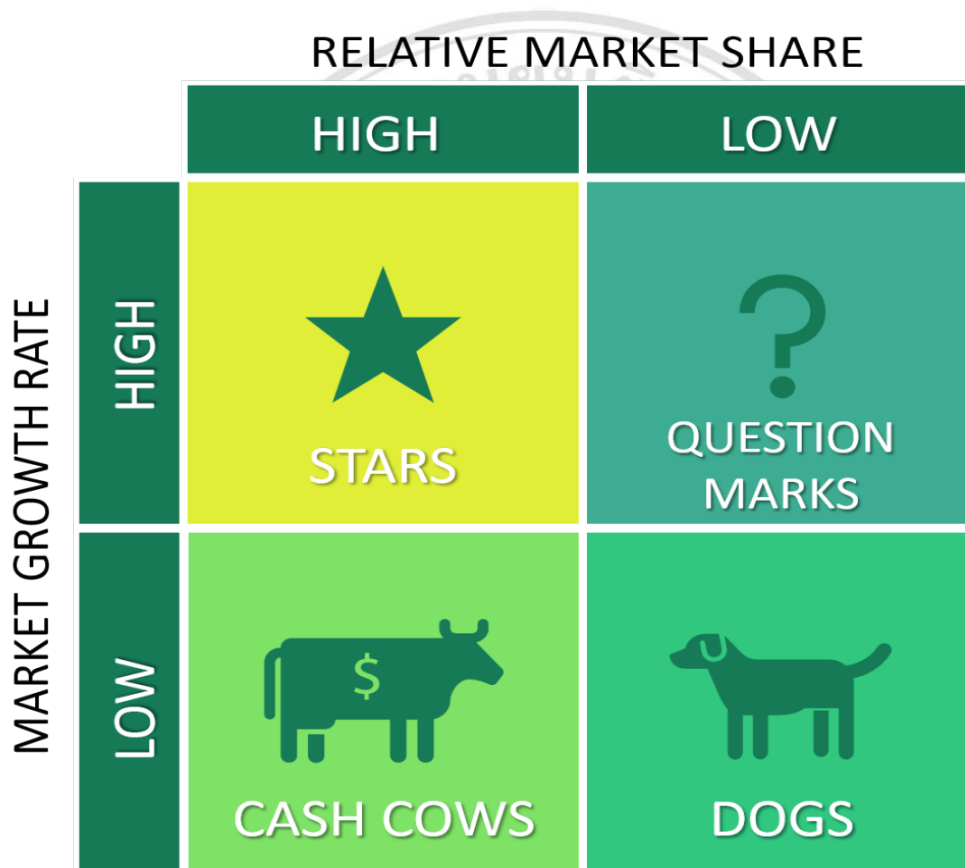 RELATIVE MARKET SHARE
HIGH
LOW
MARKET GROWTH RATE
HIGH
STARS
?
QUESTION
MARKS
LOW
$
CASH COWS
DOGS